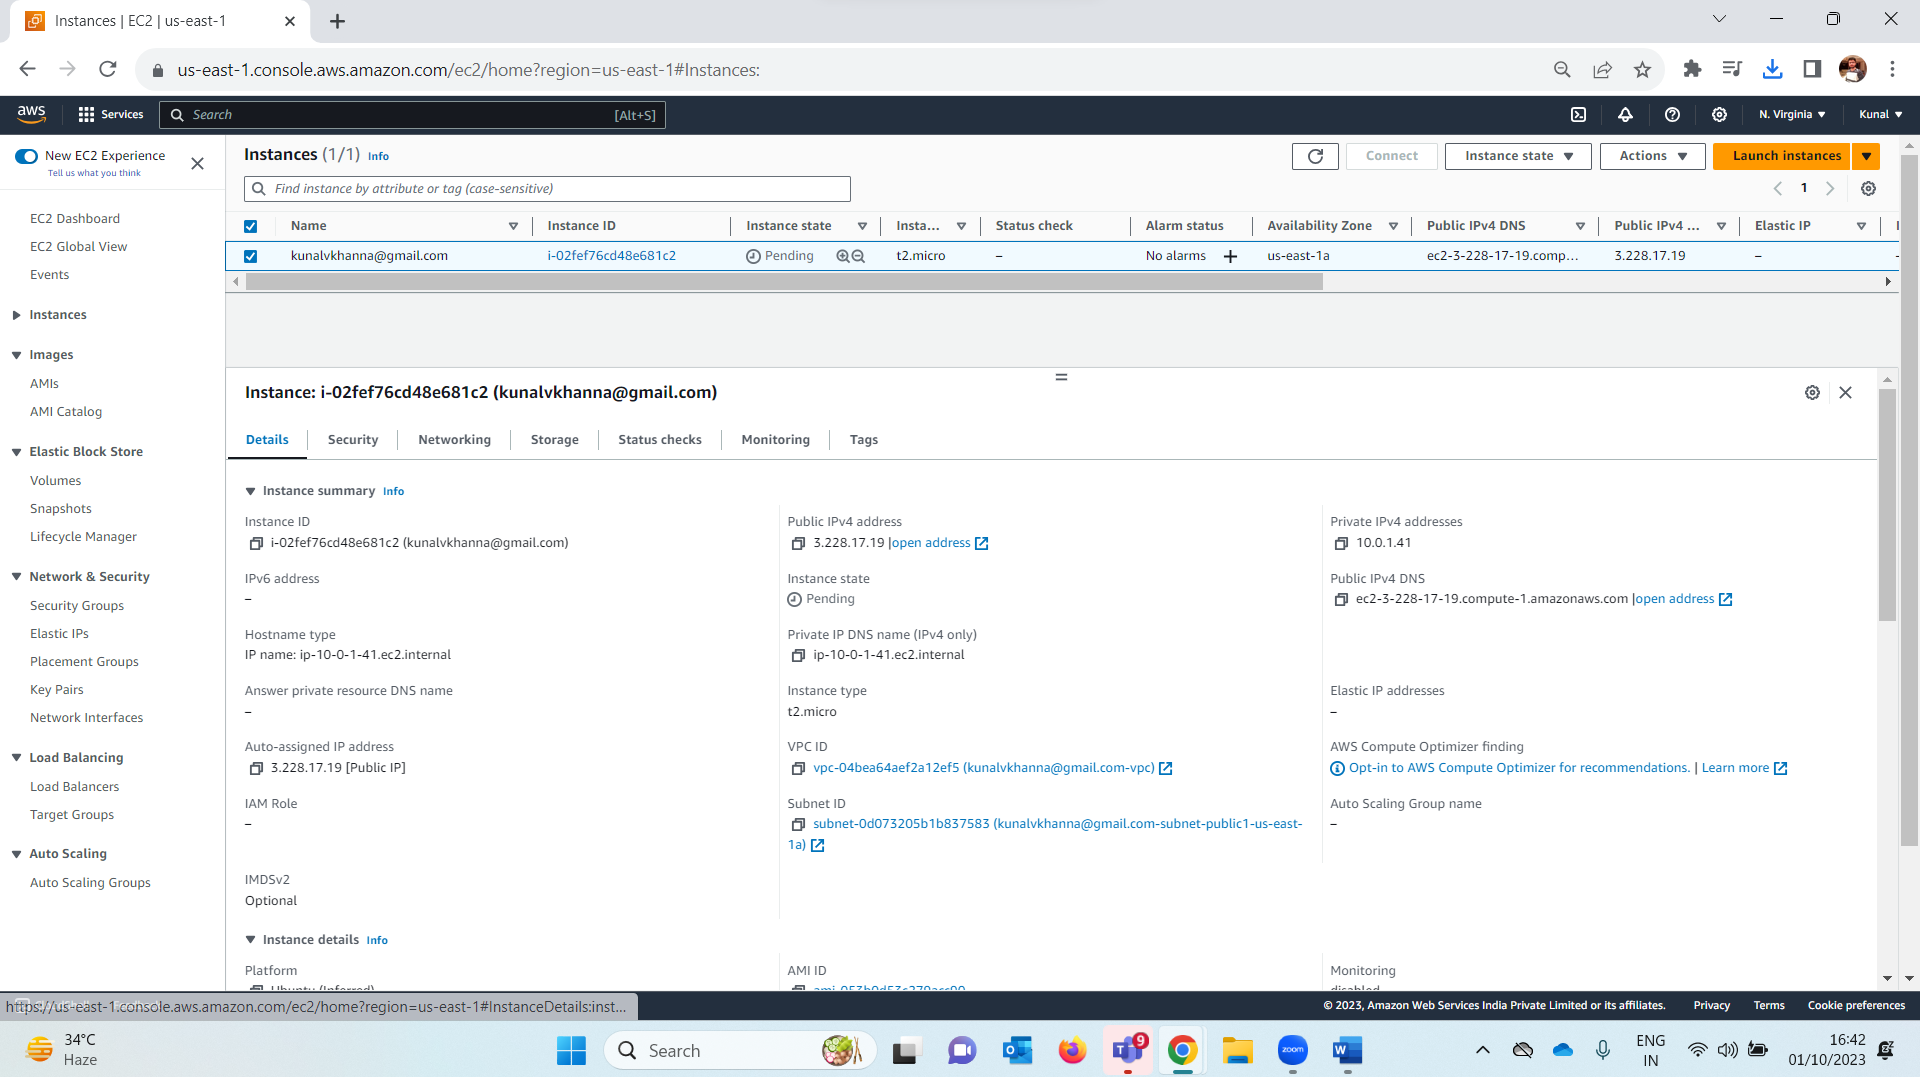 Instances | EC2 | us-east-1
us-east-1.console.aws.amazon.com/ec2/home?region=us-east-1#Instances:
aws
Services
Search
[Alt+S]
N. Virginia
Kunal
New EC2 Experience
Tell us what you think
EC2 Dashboard
EC2 Global View
Events
Instances
Images
AMIs
AMI Catalog
Elastic Block Store
Volumes
Snapshots
Lifecycle Manager
Network & Security
Security Groups
Elastic IPs
Placement Groups
Key Pairs
Network Interfaces
Load Balancing
Load Balancers
Target Groups
Auto Scaling
Auto Scaling Groups
Instances (1/1) Info
Connect
Instance state
Actions
Launch instances
Find instance by attribute or tag (case-sensitive)
1
Name Instance ID Instance state Insta... Status check Alarm status Availability Zone Public IPv4 DNS Public IPv4 ... Elastic IP
kunalvkhanna@gmail.com i-02fef76cd48e681c2 Pending t2.micro – No alarms + us-east-1a ec2-3-228-17-19.comp... 3.228.17.19 –
Instance: i-02fef76cd48e681c2 (kunalvkhanna@gmail.com)
Details Security Networking Storage Status checks Monitoring Tags
Instance summary Info
Instance ID
i-02fef76cd48e681c2 (kunalvkhanna@gmail.com)
Public IPv4 address
3.228.17.19 |open address
Private IPv4 addresses
10.0.1.41
IPv6 address
–
Instance state
Pending
Public IPv4 DNS
ec2-3-228-17-19.compute-1.amazonaws.com |open address
Hostname type
IP name: ip-10-0-1-41.ec2.internal
Private IP DNS name (IPv4 only)
ip-10-0-1-41.ec2.internal
Answer private resource DNS name
–
Instance type
t2.micro
Elastic IP addresses
–
Auto-assigned IP address
3.228.17.19 [Public IP]
VPC ID
vpc-04bea64aef2a12ef5 (kunalvkhanna@gmail.com-vpc)
AWS Compute Optimizer finding
Opt-in to AWS Compute Optimizer for recommendations. | Learn more
IAM Role
–
Subnet ID
subnet-0d073205b1b837583 (kunalvkhanna@gmail.com-subnet-public1-us-east-
1a)
Auto Scaling Group name
–
IMDSv2
Optional
Instance details Info
Platform
Ubuntu (Inferred)
AMI ID
Monitoring
disabled
https://us-east-1.console.aws.amazon.com/ec2/home?region=us-east-1#InstanceDetails:inst...
© 2023, Amazon Web Services India Private Limited or its affiliates.
Privacy
Terms
Cookie preferences
34°C
Haze
Search
9
zoom
ENG
IN
16:42
01/10/2023